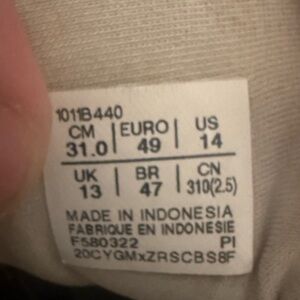 1011B440
CM | EURO | US
31.0 | 49 | 14
UK | BR | CN
13 | 47 | 310(2.5)
MADE IN INDONESIA
FABRIQUE EN INDONESIE
F580322 PI
20CYGMxZRSCBS8F